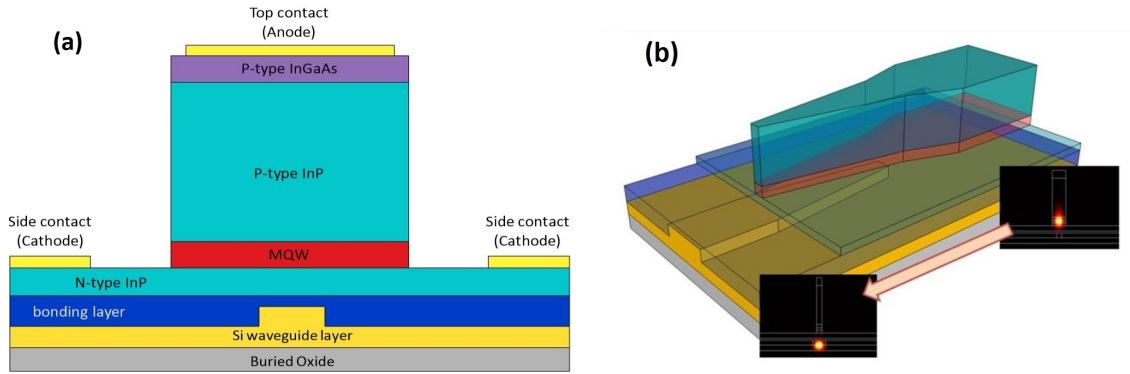 (a)
Top contact
(Anode)
P-type InGaAs
P-type InP
Side contact
(Cathode)
Side contact
(Cathode)
MQW
N-type InP
bonding layer
Si waveguide layer
Buried Oxide
(b)